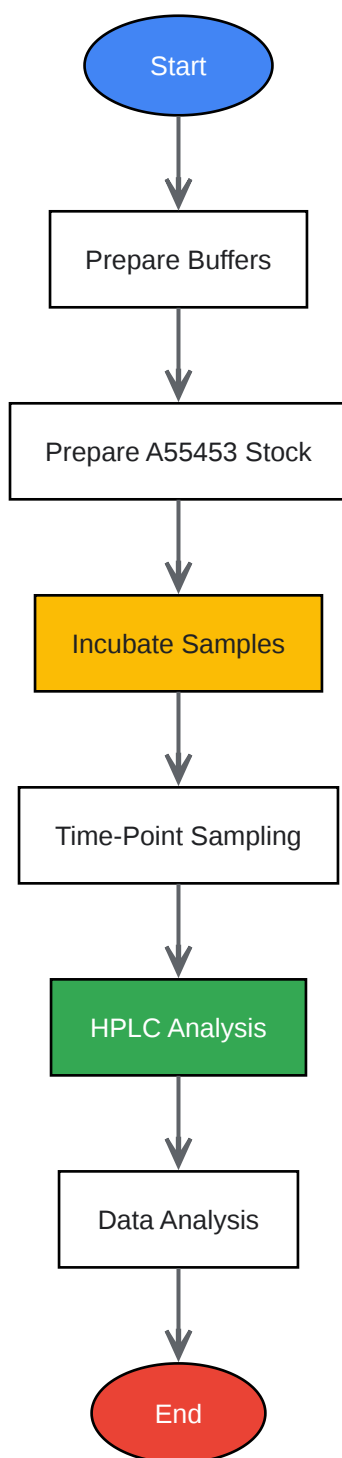 Start
Prepare Buffers
Prepare A55453 Stock
Incubate Samples
Time-Point Sampling
HPLC Analysis
Data Analysis
End